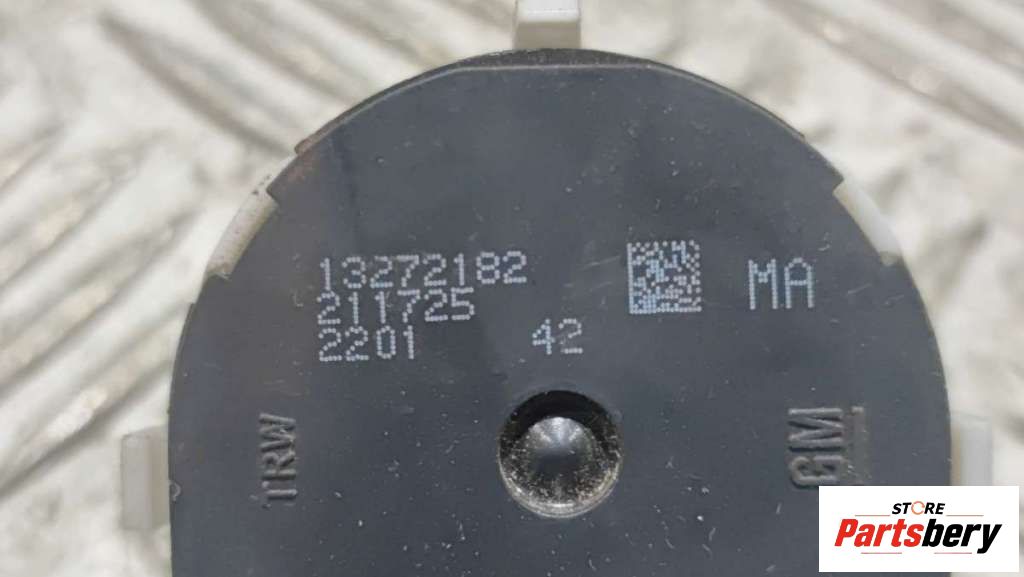 13272182
211725
2201 42
MA
TRW
GM
STORE
Partsbery